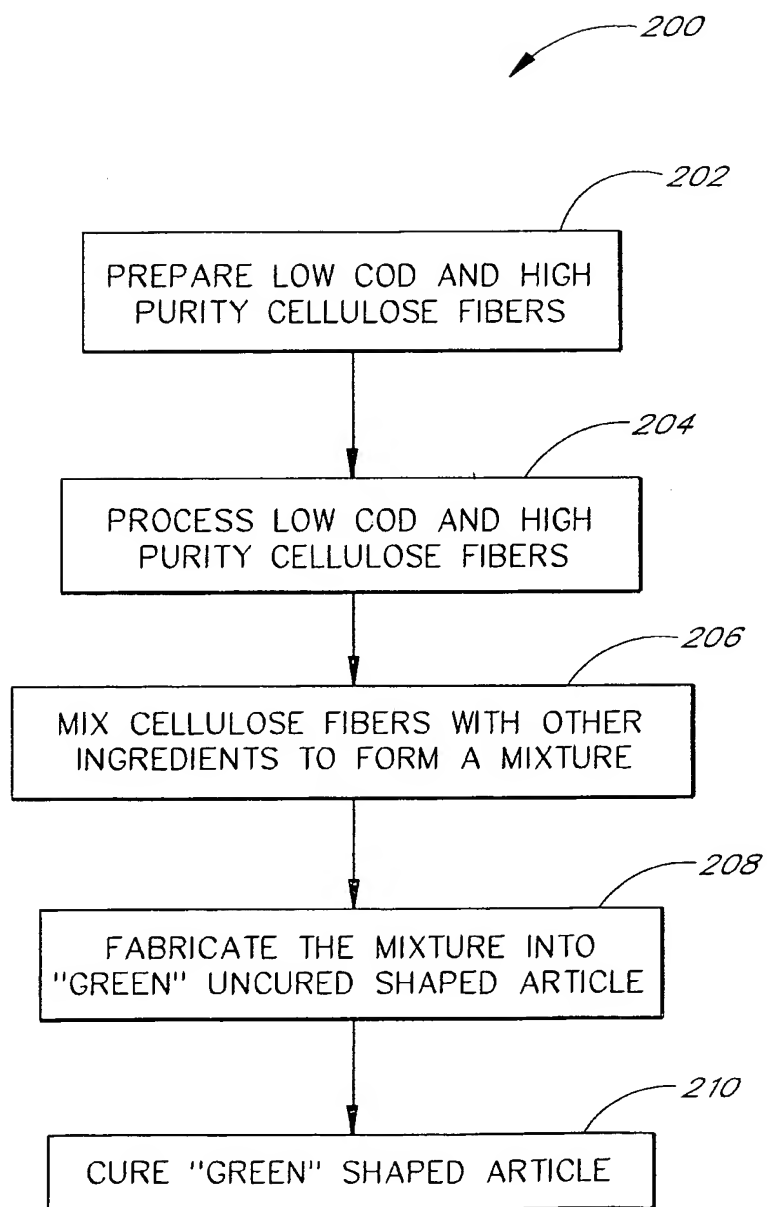 200
202
PREPARE LOW COD AND HIGH
PURITY CELLULOSE FIBERS
204
PROCESS LOW COD AND HIGH
PURITY CELLULOSE FIBERS
206
MIX CELLULOSE FIBERS WITH OTHER
INGREDIENTS TO FORM A MIXTURE
208
FABRICATE THE MIXTURE INTO
"GREEN" UNCURED SHAPED ARTICLE
210
CURE "GREEN" SHAPED ARTICLE